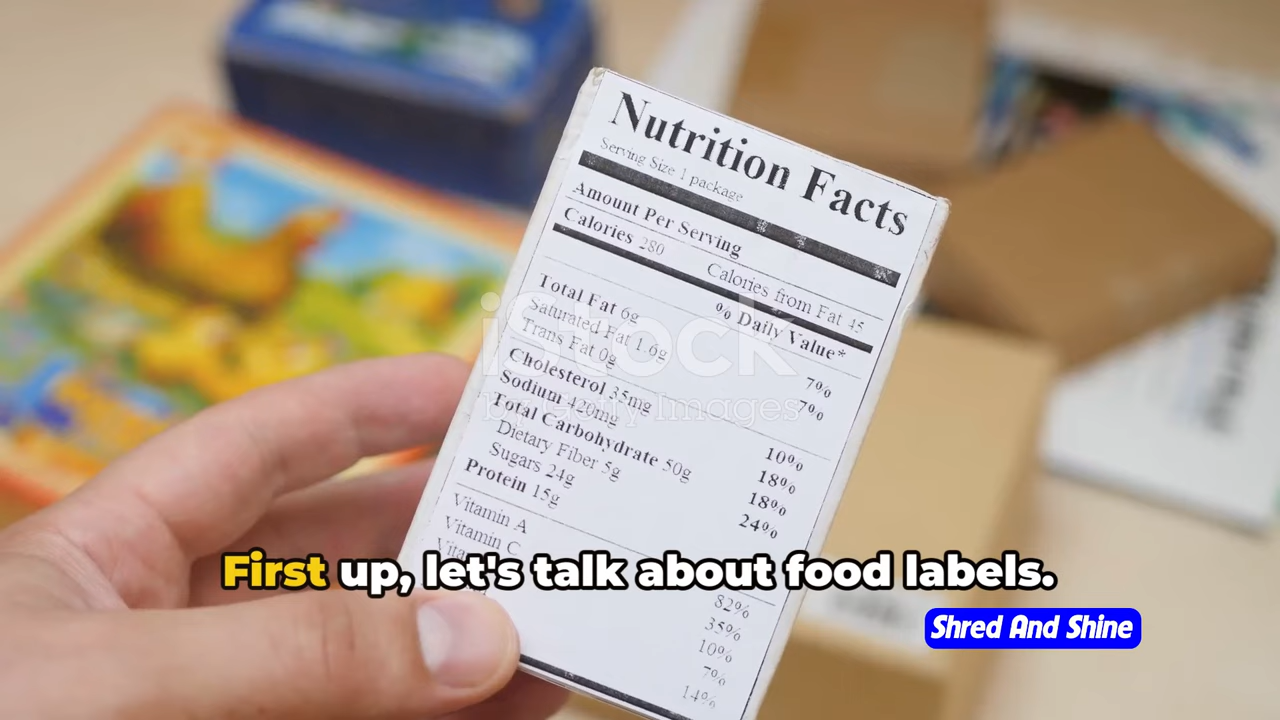 Nutrition Facts
Serving Size 1 package
Amount Per Serving
Calories 280 Calories from Fat 45
% Daily Value*
Total Fat 6g 7%
Saturated Fat 1.6g 7%
Trans Fat 0g
Cholesterol 35mg 10%
Sodium 420mg 18%
Total Carbohydrate 50g 18%
Dietary Fiber 5g 24%
Sugars 24g
Protein 15g
Vitamin A 82%
Vitamin C 35%
10%
7%
14%
iStock
by Getty Images
First up, let's talk about food labels.
Shred And Shine